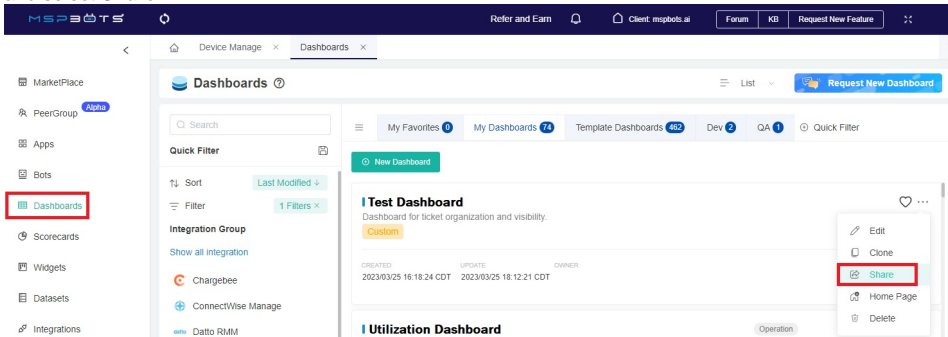 MSPBOTS
Refer and Earn
Client: mspbots.ai
Forum
KB
Request New Feature
Device Manage ×
Dashboards ×
MarketPlace
PeerGroup Alpha
Apps
Bots
Dashboards
Scorecards
Widgets
Datasets
Integrations
Dashboards
List
Request New Dashboard
Search
Quick Filter
Sort
Last Modified ↓
Filter
1 Filters ×
Integration Group
Show all integration
Chargebee
ConnectWise Manage
datto Datto RMM
My Favorites 0
My Dashboards 74
Template Dashboards 462
Dev 2
QA 1
Quick Filter
New Dashboard
Test Dashboard
Dashboard for ticket organization and visibility.
Custom
CREATED
UPDATE
OWNER
2023/03/25 16:18:24 CDT
2023/03/25 18:12:21 CDT
Edit
Clone
Share
Home Page
Delete
Utilization Dashboard
Operation